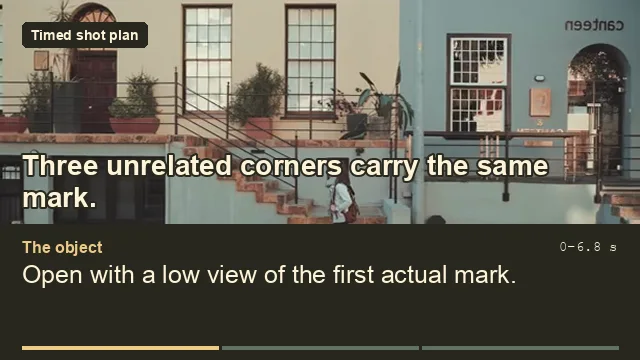 Timed shot plan
canteen
Three unrelated corners carry the same
mark.
The object
0–6.8 s
Open with a low view of the first actual mark.